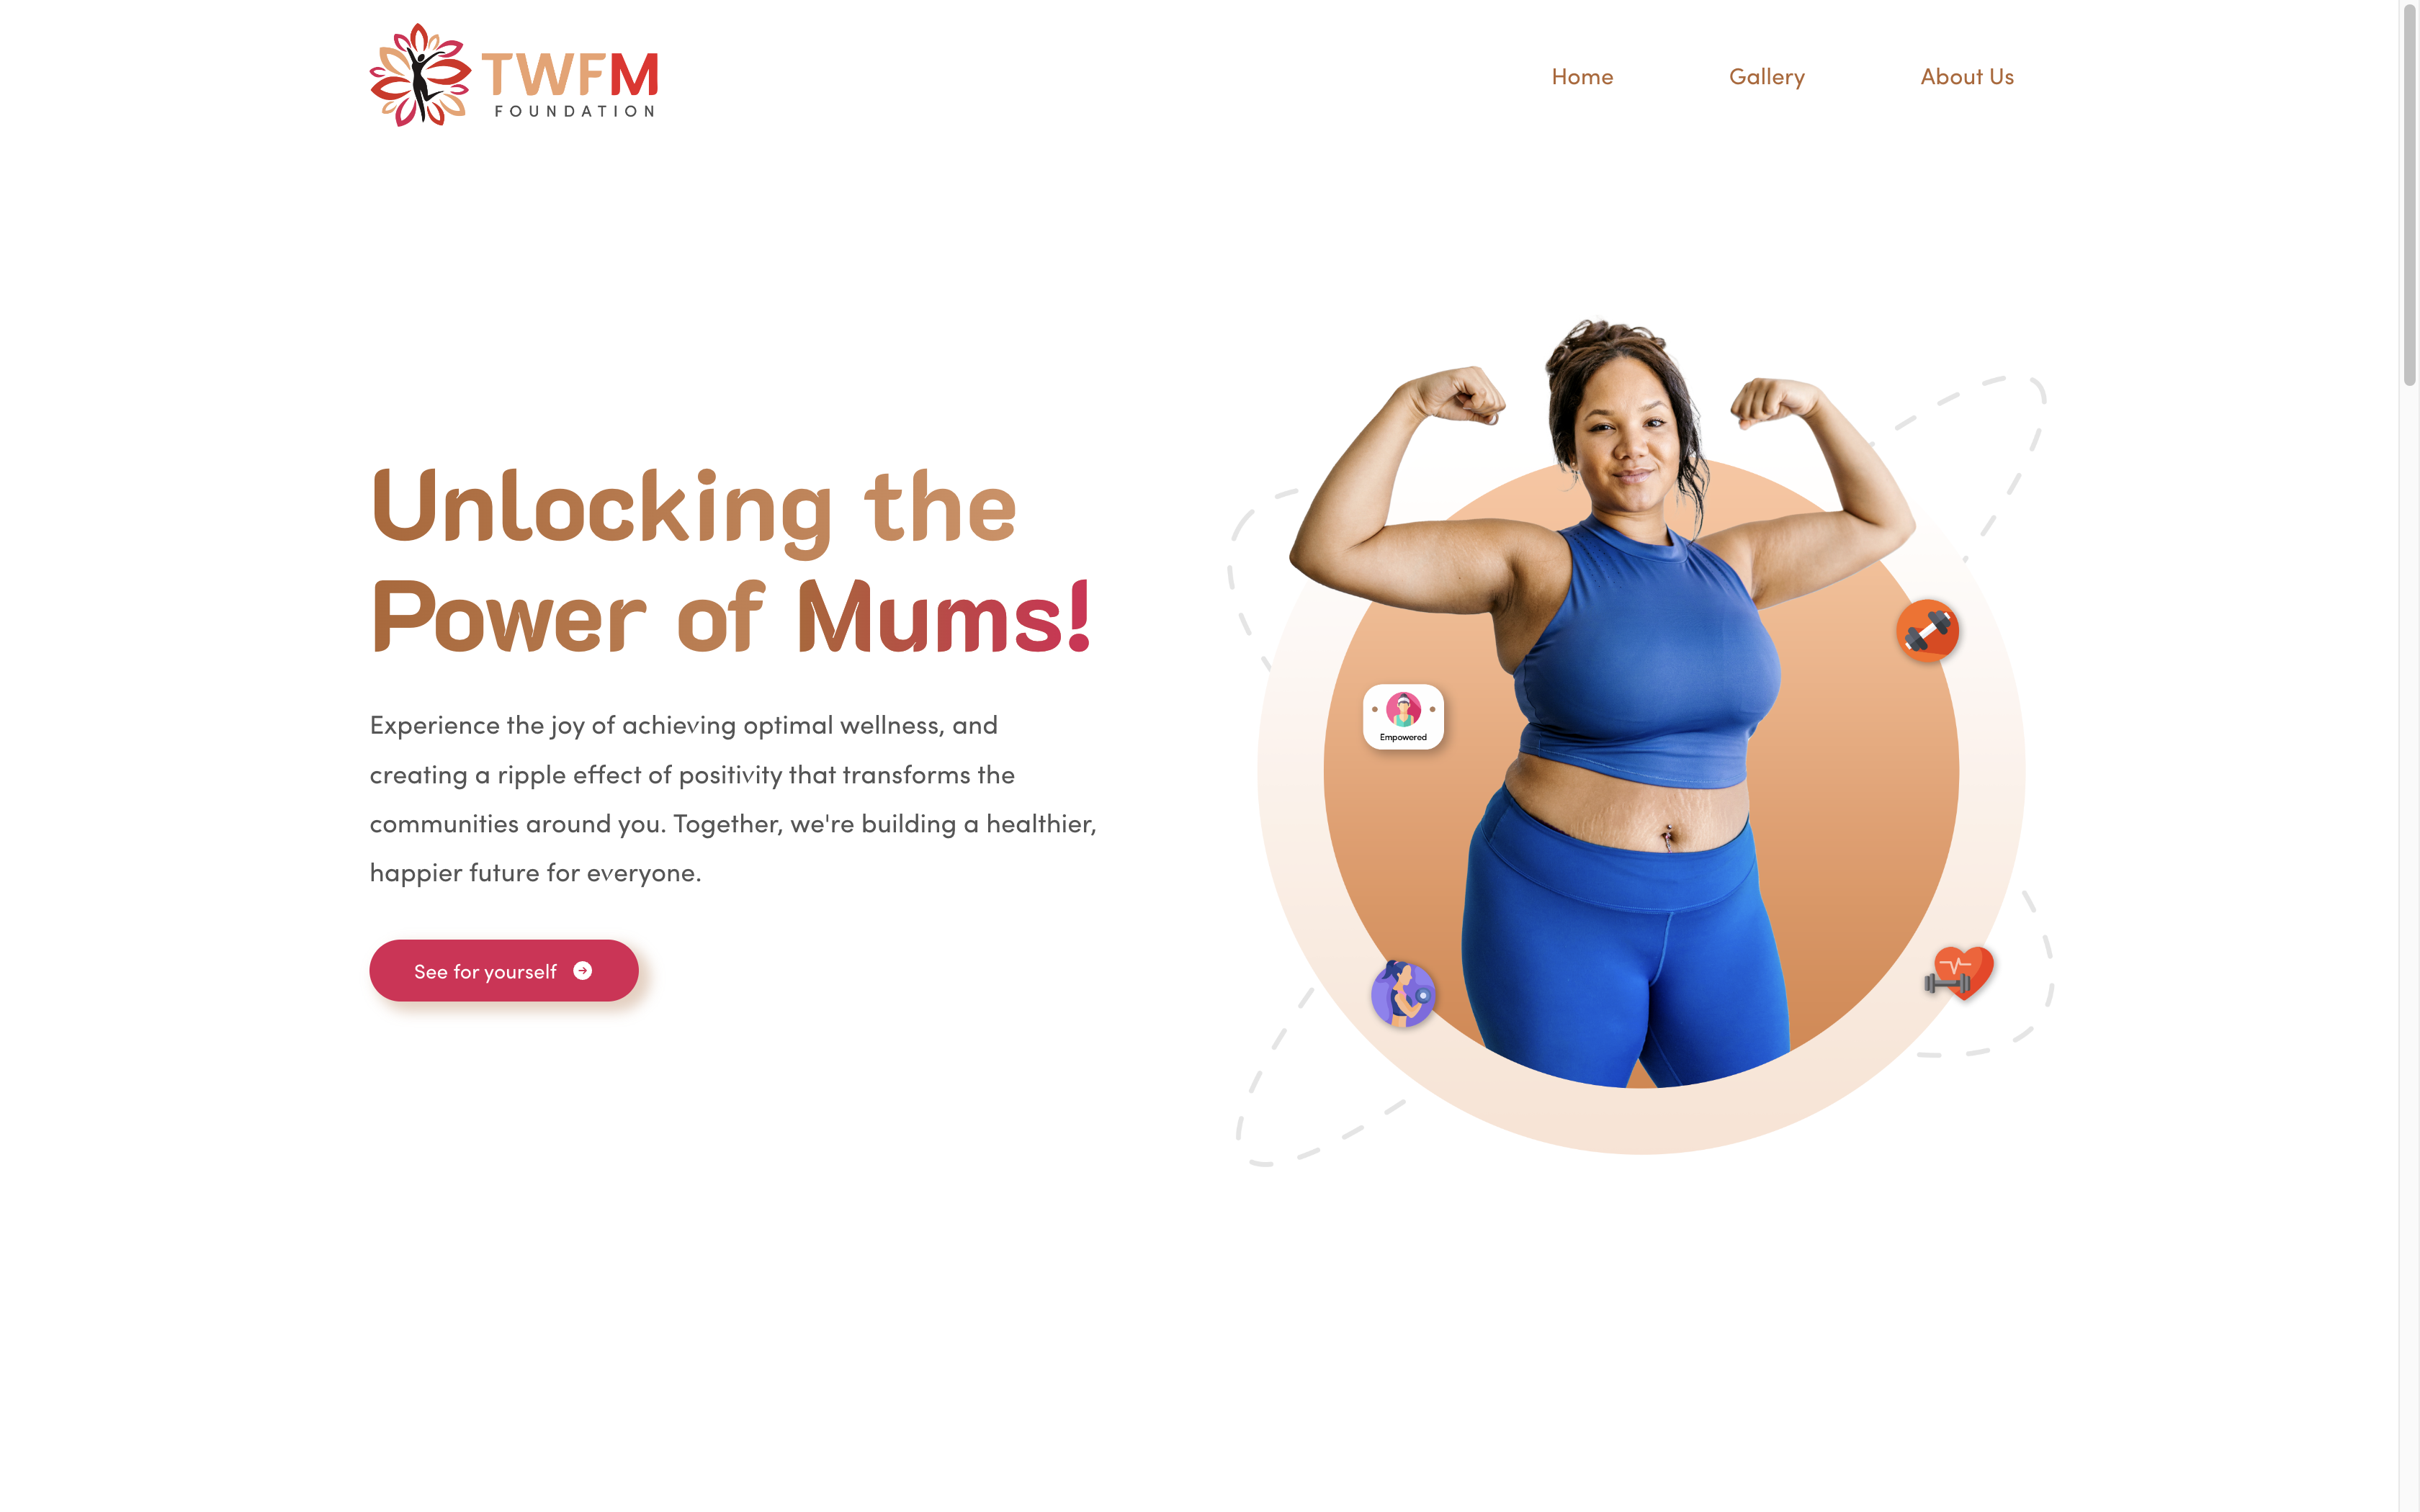 TWFM
FOUNDATION
Home
Gallery
About Us
Unlocking the
Power of Mums!
Experience the joy of achieving optimal wellness, and
creating a ripple effect of positivity that transforms the
communities around you. Together, we're building a healthier,
happier future for everyone.
See for yourself
Empowered